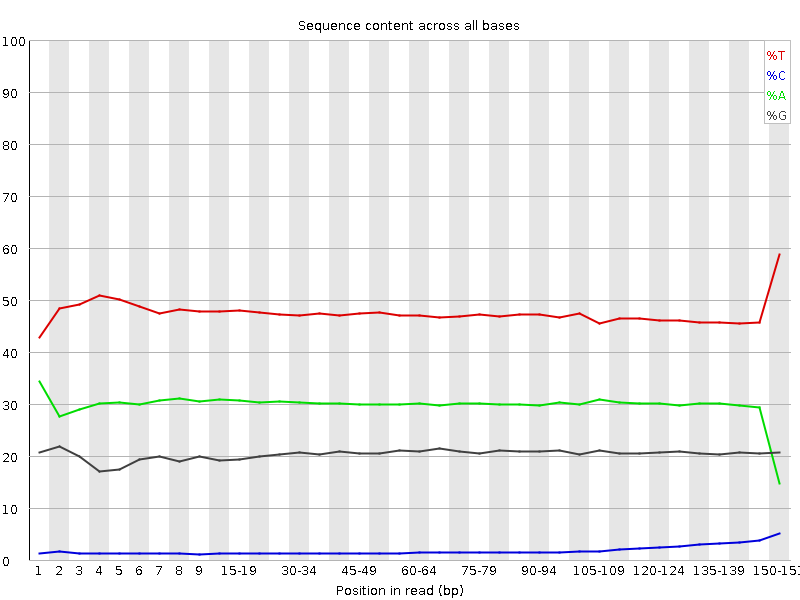 Sequence content across all bases
100
90
80
70
60
50
40
30
20
10
0
%T
%C
%A
%G
1 2 3 4 5 6 7 8 9 15-19 30-34 45-49 60-64 75-79 90-94 105-109 120-124 135-139 150-151
Position in read (bp)